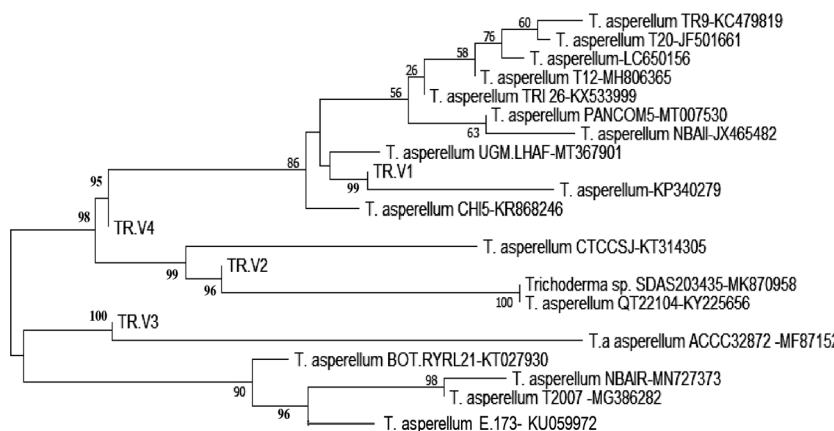 60
T. asperellum TR9-KC479819
76
T. asperellum T20-JF501661
58
T. asperellum-LC650156
26
T. asperellum T12-MH806365
56
T. asperellum TRI 26-KX533999
T. asperellum PANCOM5-MT007530
63
T. asperellum NBAII-JX465482
T. asperellum UGM.LHAF-MT367901
86
TR.V1
99
T. asperellum-KP340279
95
T. asperellum CHI5-KR868246
98
TR.V4
T. asperellum CTCCSJ-KT314305
99
TR.V2
96
Trichoderma sp. SDAS203435-MK870958
100
T. asperellum QT22104-KY225656
100
TR.V3
T.a asperellum ACCC32872 -MF87152
T. asperellum BOT.RYRL21-KT027930
90
98
T. asperellum NBAIR-MN727373
T. asperellum T2007 -MG386282
96
T. asperellum E.173- KU059972